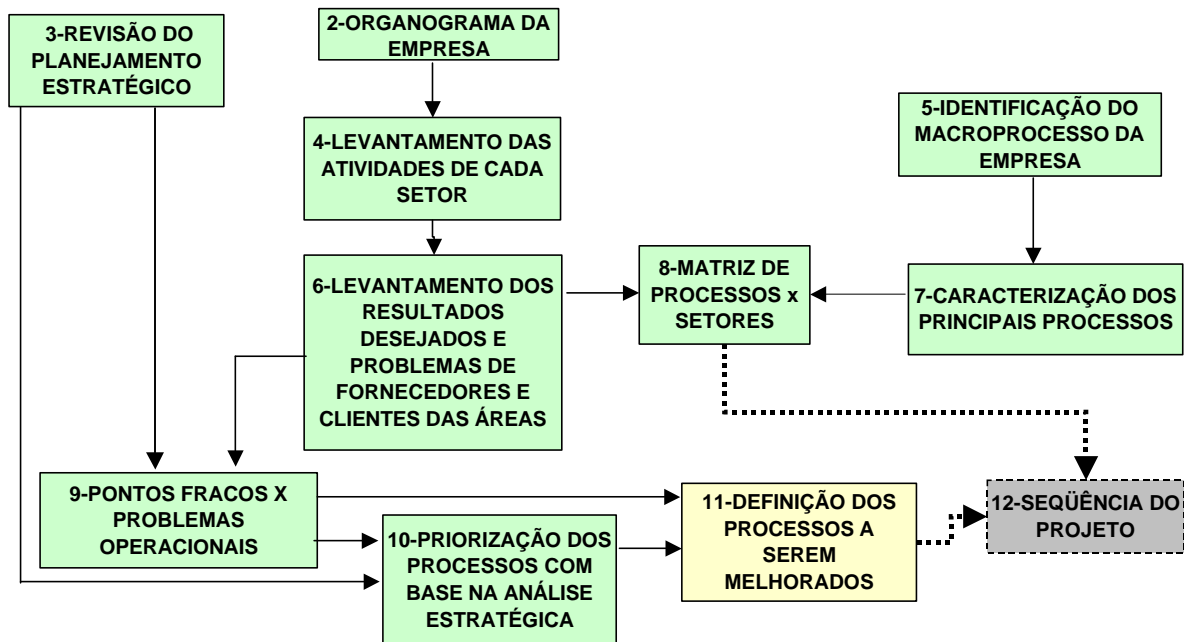 3-REVISÃO DO
PLANEJAMENTO
ESTRATÉGICO
2-ORGANOGRAMA DA
EMPRESA
5-IDENTIFICAÇÃO DO
MACROPROCESSO DA
EMPRESA
4-LEVANTAMENTO DAS
ATIVIDADES DE CADA
SETOR
6-LEVANTAMENTO DOS
RESULTADOS
DESEJADOS E
PROBLEMAS DE
FORNECEDORES E
CLIENTES DAS ÁREAS
8-MATRIZ DE
PROCESSOS x
SETORES
7-CARACTERIZAÇÃO DOS
PRINCIPAIS PROCESSOS
9-PONTOS FRACOS X
PROBLEMAS
OPERACIONAIS
10-PRIORIZAÇÃO DOS
PROCESSOS COM
BASE NA ANÁLISE
ESTRATÉGICA
11-DEFINIÇÃO DOS
PROCESSOS A
SEREM
MELHORADOS
12-SEQÜÊNCIA DO
PROJETO